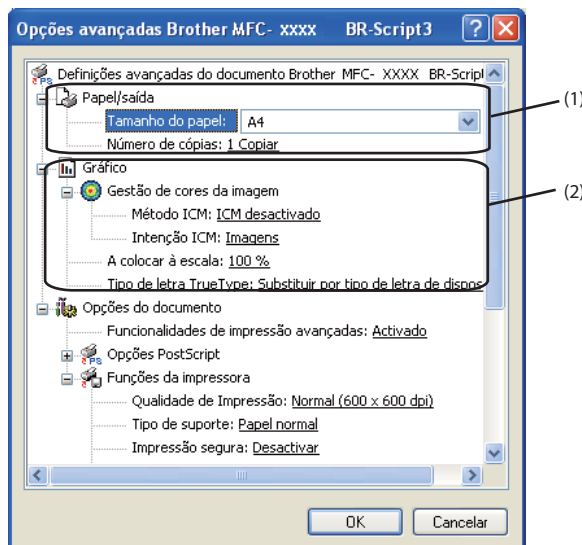 Opções avançadas Brother MFC- xxxx BR-Script3
Definições avançadas do documento Brother MFC- XXXX BR-Script
Papel/saída
(1)
Tamanho do papel: A4
Número de cópias: 1 Copiar
Gráfico
(2)
Gestão de cores da imagem
Método ICM: ICM desactivado
Intenção ICM: Imagens
A colocar à escala: 100 %
Tipo de letra TrueType: Substituir por tipo de letra de dispos
Opções do documento
Funcionalidades de impressão avançadas: Activado
Opções PostScript
Funções da impressora
Qualidade de Impressão: Normal (600 x 600 dpi)
Tipo de suporte: Papel normal
Impressão segura: Desactivar
OK Cancelar